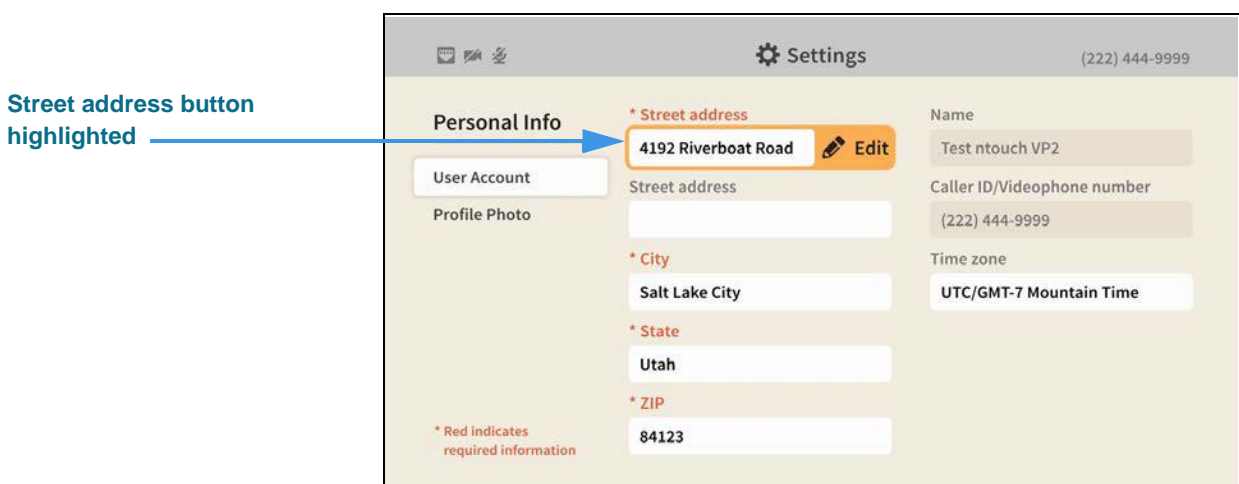 Street address button
highlighted
Settings
(222) 444-9999
Personal Info
User Account
Profile Photo
* Red indicates
required information
* Street address
4192 Riverboat Road
Edit
Street address
* City
Salt Lake City
* State
Utah
* ZIP
84123
Name
Test ntouch VP2
Caller ID/Videophone number
(222) 444-9999
Time zone
UTC/GMT-7 Mountain Time